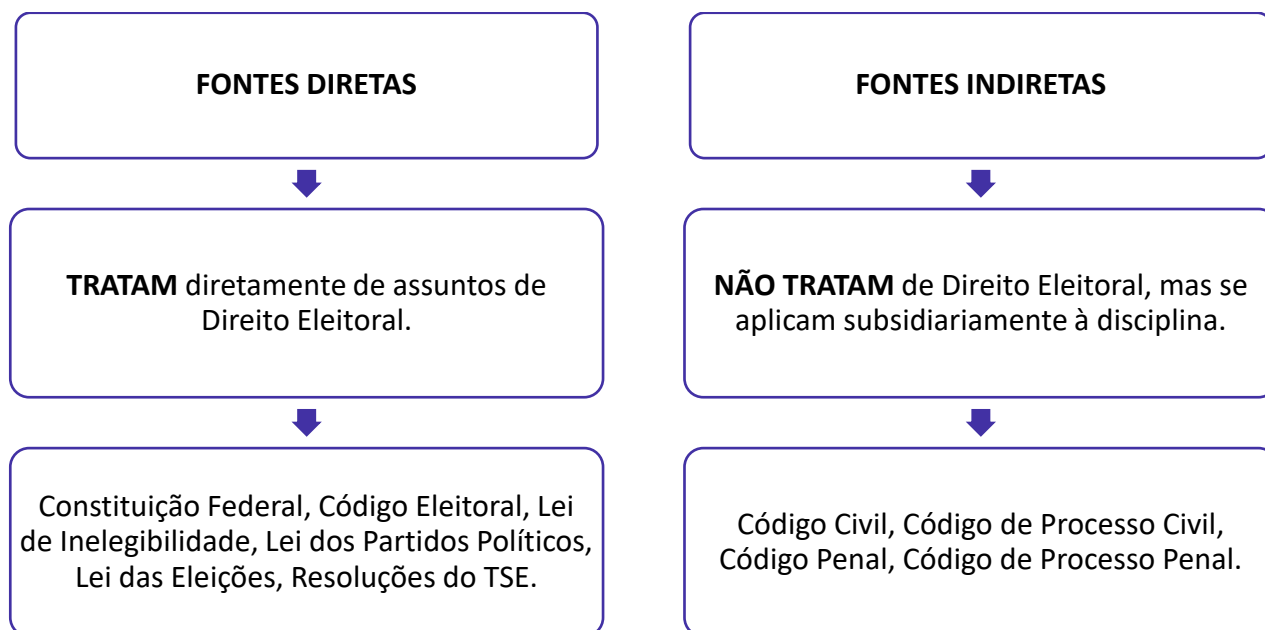 FONTES DIRETAS
TRATAM diretamente de assuntos de
Direito Eleitoral.
Constituição Federal, Código Eleitoral, Lei
de Inelegibilidade, Lei dos Partidos Políticos,
Lei das Eleições, Resoluções do TSE.
FONTES INDIRETAS
NÃO TRATAM de Direito Eleitoral, mas se
aplicam subsidiariamente à disciplina.
Código Civil, Código de Processo Civil,
Código Penal, Código de Processo Penal.